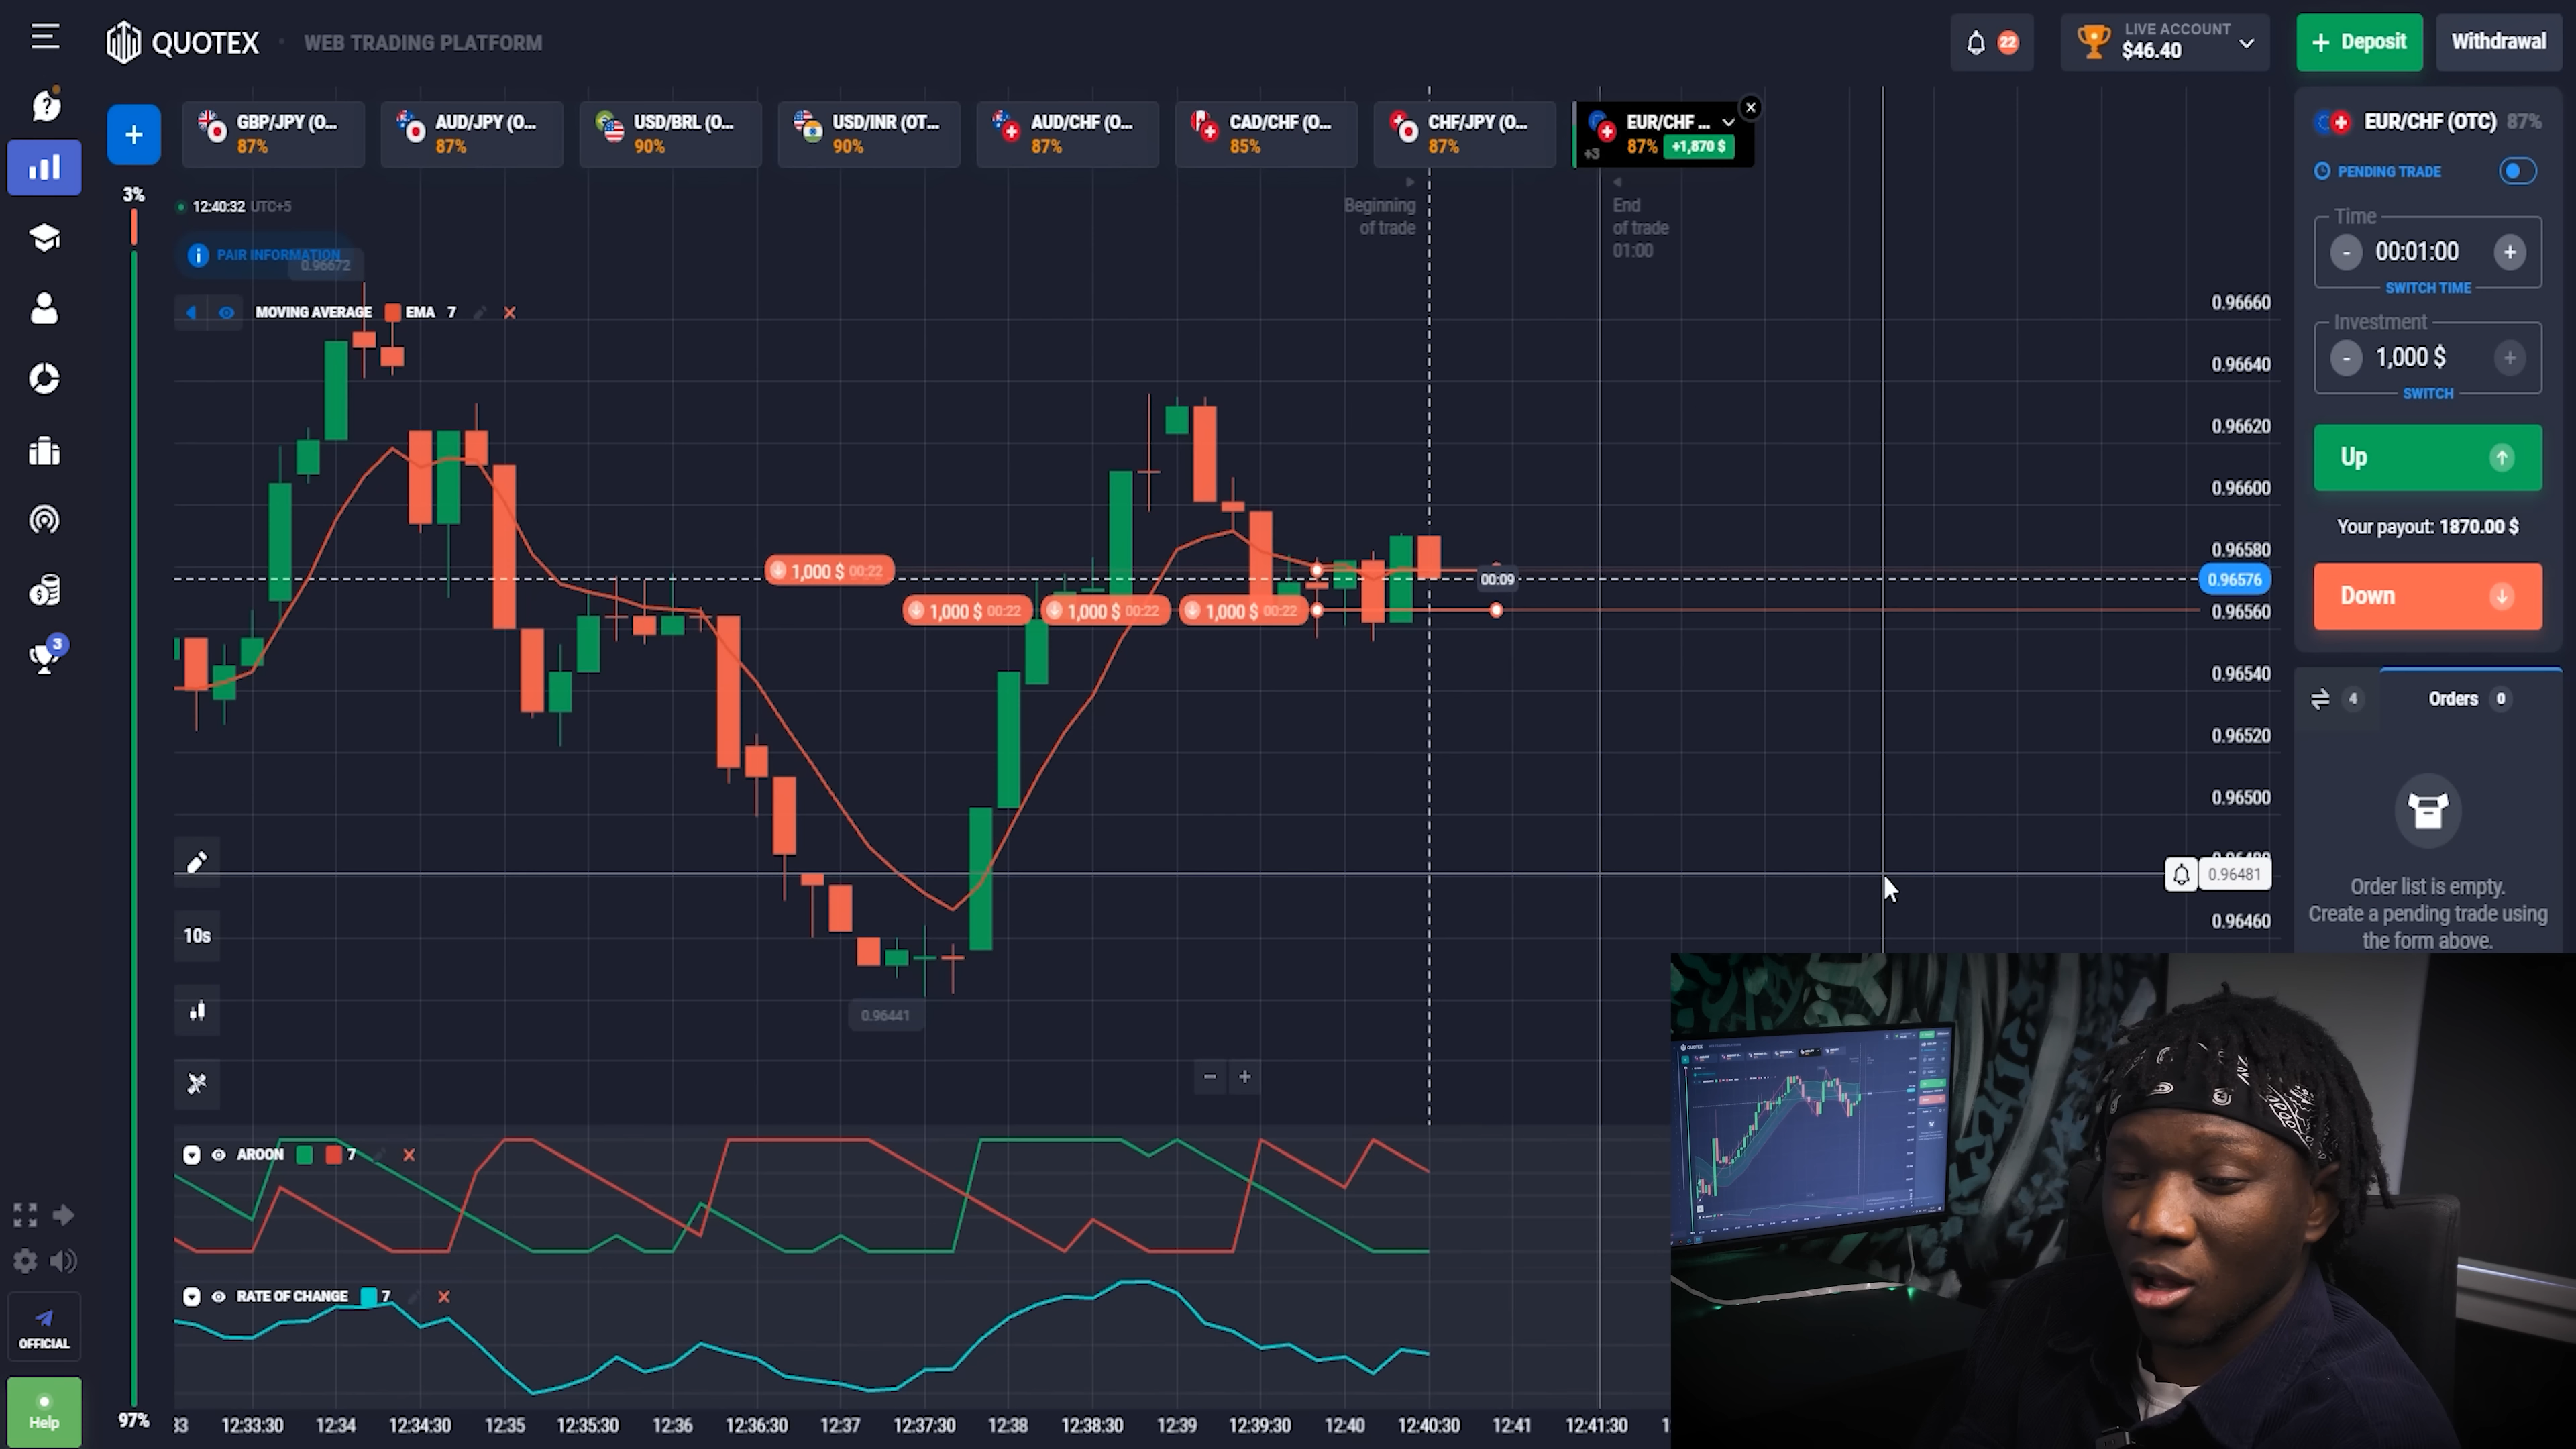 QUOTEX
WEB TRADING PLATFORM
22
LIVE ACCOUNT
$46.40
+ Deposit
Withdrawal
+
GBP/JPY (O...
87%
AUD/JPY (O...
87%
USD/BRL (O...
90%
USD/INR (OT...
90%
AUD/CHF (O...
87%
CAD/CHF (O...
85%
CHF/JPY (O...
87%
EUR/CHF ...
+3
87%
+1,870 $
3%
12:40:32 UTC+5
PAIR INFORMATION
0.96672
MOVING AVERAGE
EMA 7
Beginning
of trade
End
of trade
01:00
0.96660
0.96640
0.96620
0.96600
0.96580
0.96576
0.96560
0.96540
0.96520
0.96500
0.96481
0.96460
1,000 $ 00:22
00:09
1,000 $ 00:22
1,000 $ 00:22
1,000 $ 00:22
10s
0.96441
AROON
7
RATE OF CHANGE
7
3
OFFICIAL
Help
97%
12:33:30
12:34
12:34:30
12:35
12:35:30
12:36
12:36:30
12:37
12:37:30
12:38
12:38:30
12:39
12:39:30
12:40
12:40:30
12:41
12:41:30
EUR/CHF (OTC) 87%
PENDING TRADE
Time
- 00:01:00 +
SWITCH TIME
Investment
- 1,000 $ +
SWITCH
Up
Your payout: 1870.00 $
Down
4
Orders 0
Order list is empty.
Create a pending trade using
the form above.